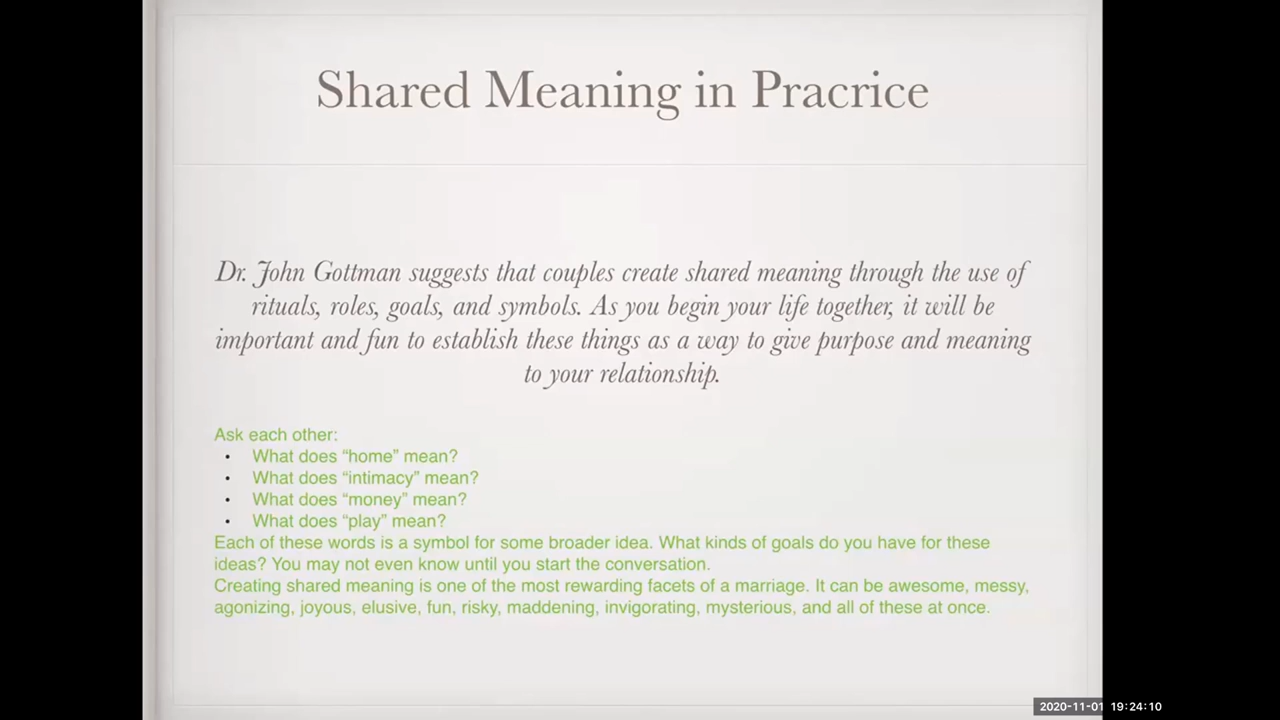 Shared Meaning in Pracrice
Dr. John Gottman suggests that couples create shared meaning through the use of
rituals, roles, goals, and symbols. As you begin your life together, it will be
important and fun to establish these things as a way to give purpose and meaning
to your relationship.
Ask each other:
• What does “home” mean?
• What does “intimacy” mean?
• What does “money” mean?
• What does “play” mean?
Each of these words is a symbol for some broader idea. What kinds of goals do you have for these
ideas? You may not even know until you start the conversation.
Creating shared meaning is one of the most rewarding facets of a marriage. It can be awesome, messy,
agonizing, joyous, elusive, fun, risky, maddening, invigorating, mysterious, and all of these at once.
2020-11-01 19:24:10